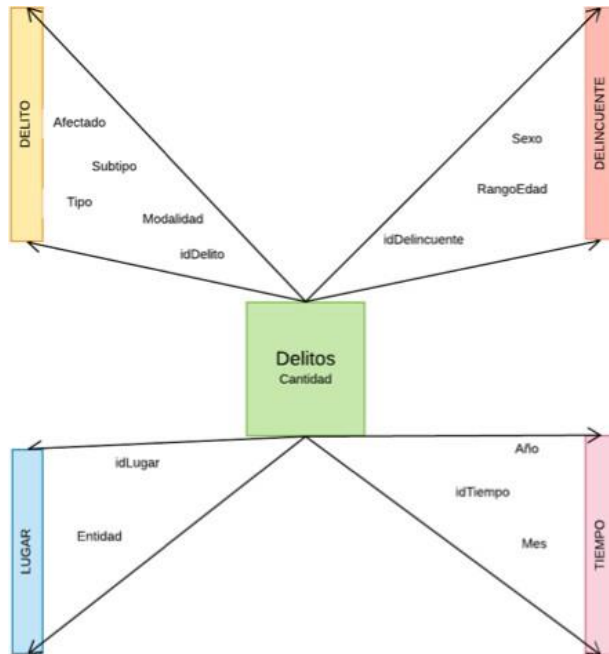 DELITO
Afectado
Subtipo
Tipo
Modalidad
idDelito
DELINCUENTE
Sexo
RangoEdad
idDelincuente
Delitos
Cantidad
LUGAR
idLugar
Entidad
TIEMPO
Año
idTiempo
Mes